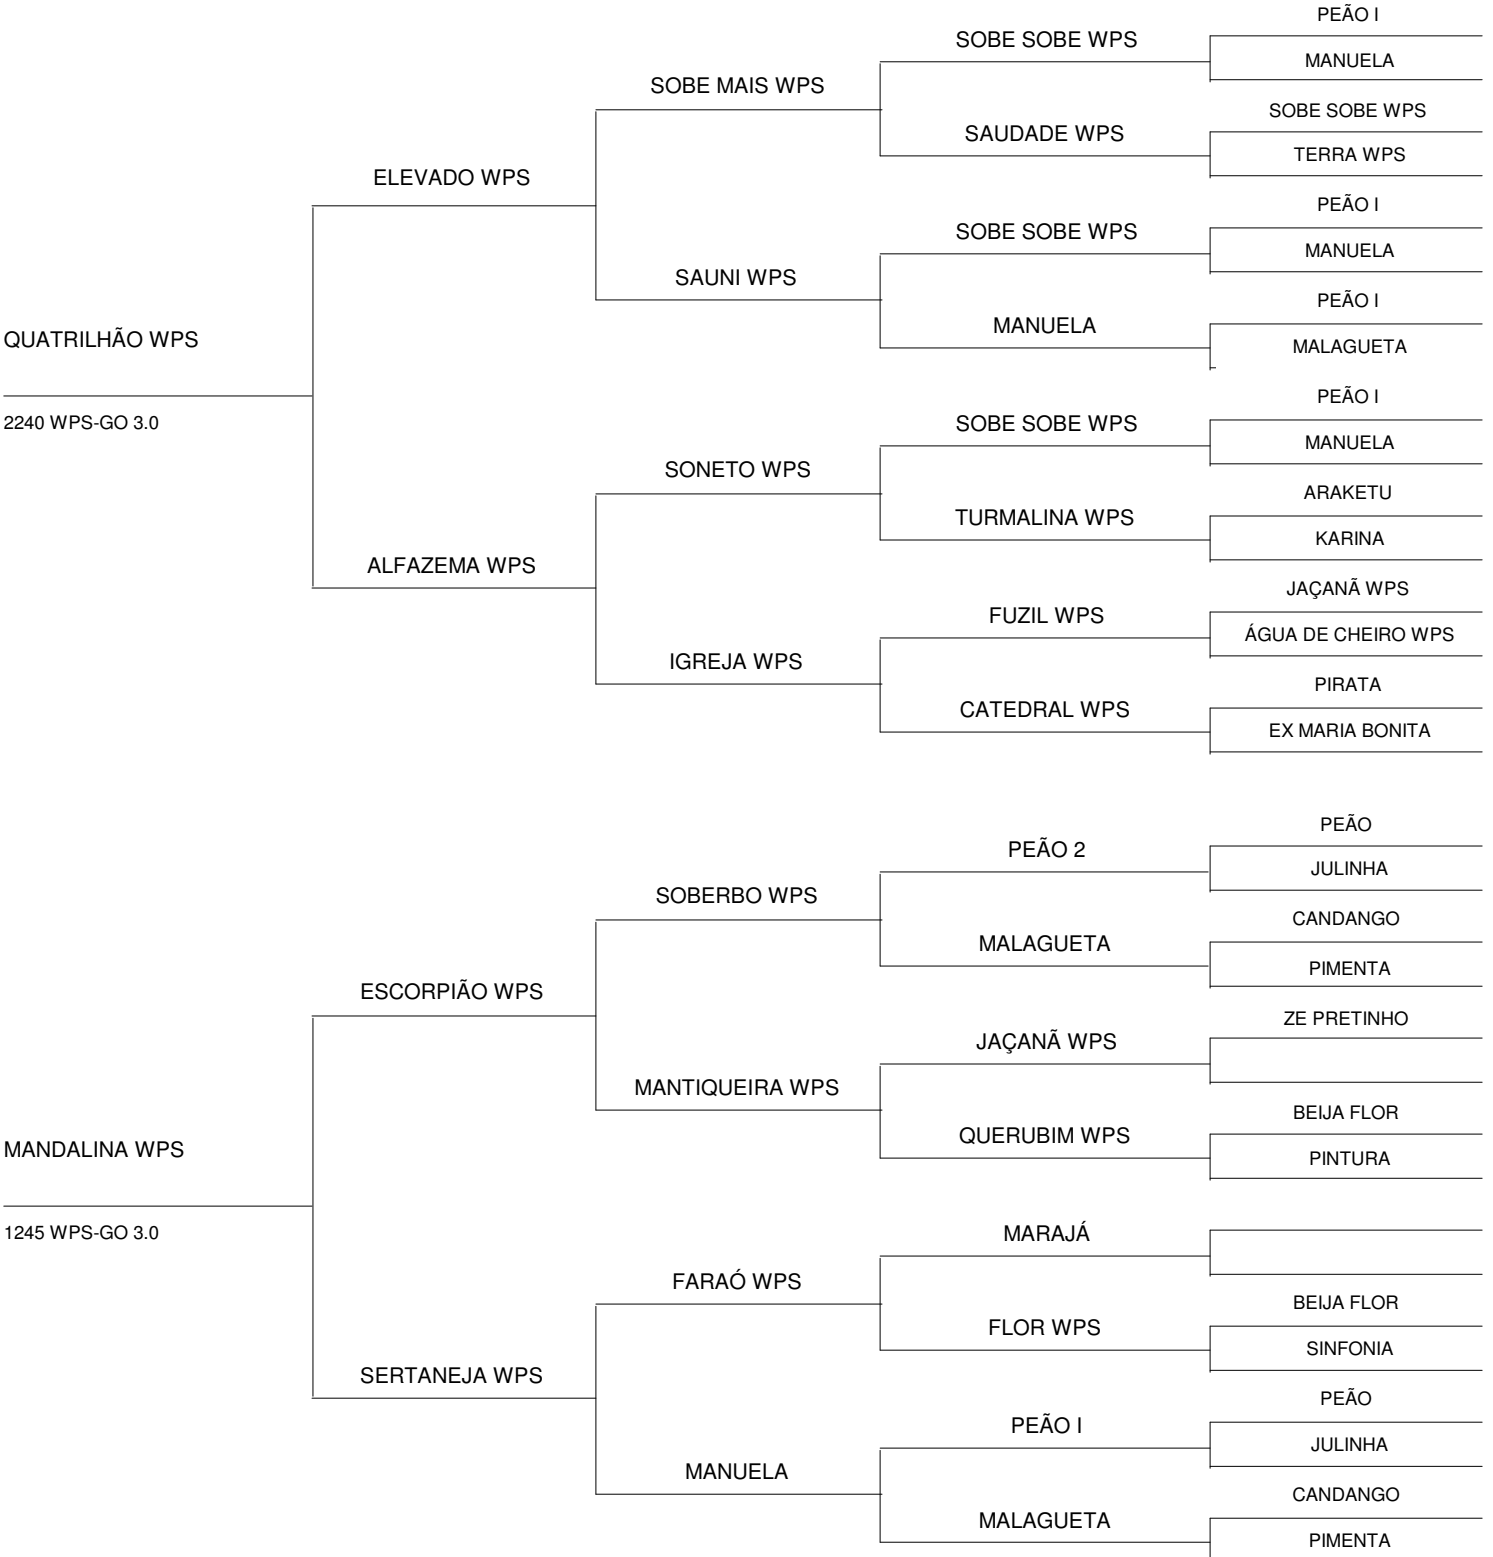 PEÃO I
SOBE SOBE WPS
MANUELA
SOBE MAIS WPS
SOBE SOBE WPS
SAUDADE WPS
TERRA WPS
ELEVADO WPS
PEÃO I
SOBE SOBE WPS
MANUELA
SAUNI WPS
PEÃO I
MANUELA
MALAGUETA
QUATRILHÃO WPS
2240 WPS-GO 3.0
PEÃO I
SOBE SOBE WPS
MANUELA
SONETO WPS
ARAKETU
TURMALINA WPS
KARINA
ALFAZEMA WPS
JAÇANÃ WPS
FUZIL WPS
ÁGUA DE CHEIRO WPS
IGREJA WPS
PIRATA
CATEDRAL WPS
EX MARIA BONITA
PEÃO
PEÃO 2
JULINHA
SOBERBO WPS
CANDANGO
MALAGUETA
PIMENTA
ESCORPIÃO WPS
ZE PRETINHO
JAÇANÃ WPS
MANTIQUEIRA WPS
BEIJA FLOR
QUERUBIM WPS
PINTURA
MANDALINA WPS
1245 WPS-GO 3.0
MARAJÁ
FARAÓ WPS
BEIJA FLOR
FLOR WPS
SINFONIA
SERTANEJA WPS
PEÃO
PEÃO I
JULINHA
MANUELA
CANDANGO
MALAGUETA
PIMENTA